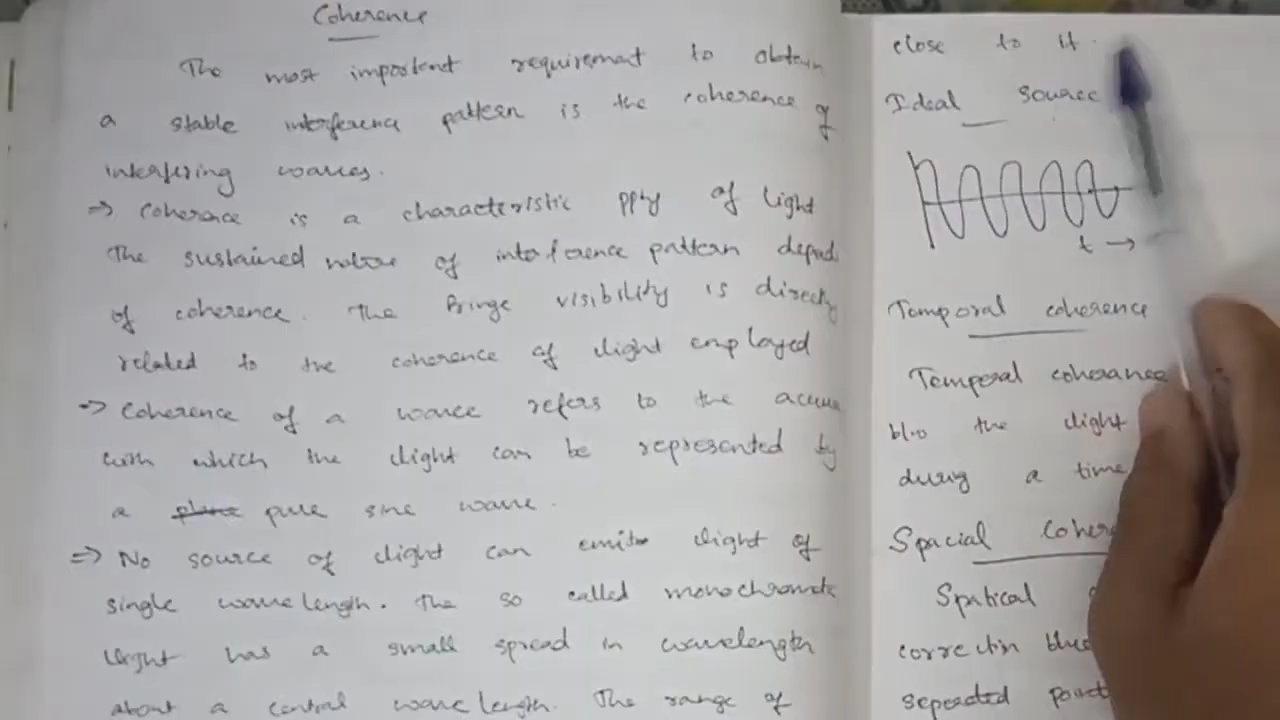 Coherence
The most important requirement to obtain
a stable interference pattern is the coherence of
interfering waves.
=> Coherence is a characteristic ppty of light
The sustained nature of interference pattern depend
of coherence. The Fringe visibility is directly
related to the coherence of light employed
=> Coherence of a wave refers to the accura
with which the light can be represented by
a plane pure sine wave.
=> No source of light can emit light of
single wavelength. The so called monochromatic
light has a small spread in wavelength
about a central wavelength. The range of
close to it.
Ideal source
t →
Temporal coherence
Temporal coherance
b/w the light
during a time
Spacial Coher
Spatical
correctin
seperated point